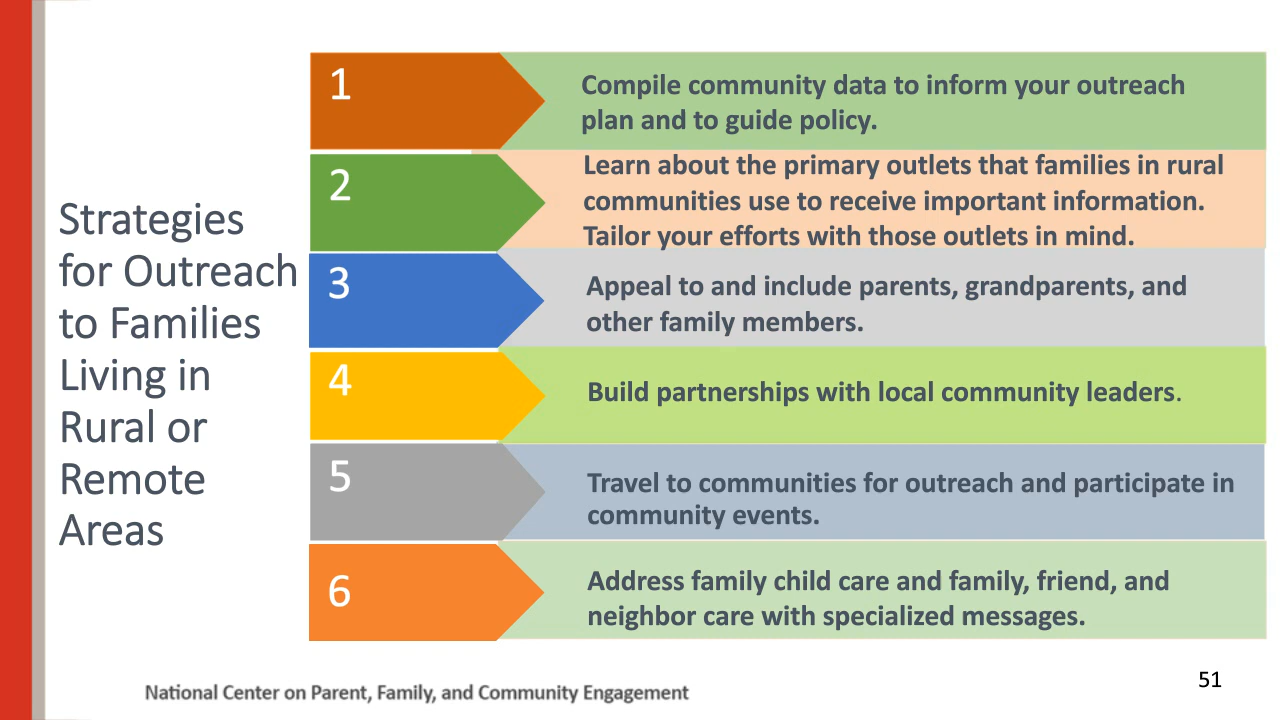 Strategies
for Outreach
to Families
Living in
Rural or
Remote
Areas
1
Compile community data to inform your outreach
plan and to guide policy.
2
Learn about the primary outlets that families in rural
communities use to receive important information.
Tailor your efforts with those outlets in mind.
3
Appeal to and include parents, grandparents, and
other family members.
4
Build partnerships with local community leaders.
5
Travel to communities for outreach and participate in
community events.
6
Address family child care and family, friend, and
neighbor care with specialized messages.
National Center on Parent, Family, and Community Engagement
51